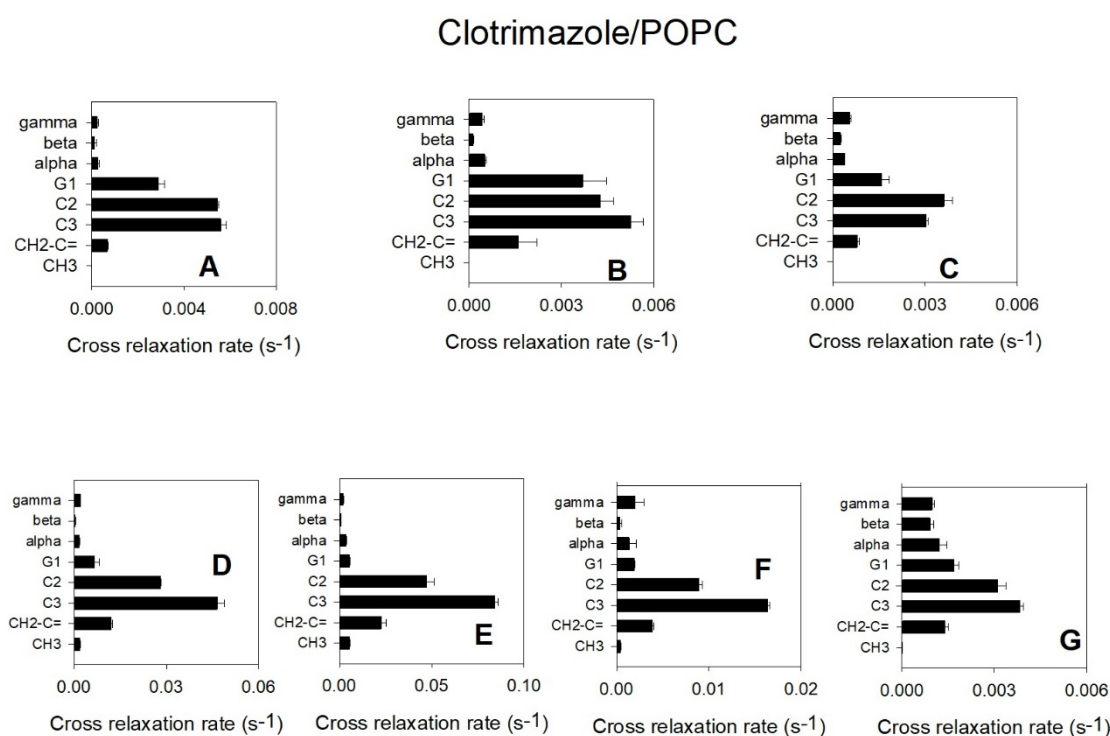 Clotrimazole/POPC
gamma
beta
alpha
G1
C2
C3
CH2-C=
CH3
A
0.000 0.004 0.008
Cross relaxation rate (s-1)
gamma
beta
alpha
G1
C2
C3
CH2-C=
CH3
B
0.000 0.003 0.006
Cross relaxation rate (s-1)
gamma
beta
alpha
G1
C2
C3
CH2-C=
CH3
C
0.000 0.003 0.006
Cross relaxation rate (s-1)
gamma
beta
alpha
G1
C2
C3
CH2-C=
CH3
D
0.00 0.03 0.06
Cross relaxation rate (s-1)
gamma
beta
alpha
G1
C2
C3
CH2-C=
CH3
E
0.00 0.05 0.10
Cross relaxation rate (s-1)
gamma
beta
alpha
G1
C2
C3
CH2-C=
CH3
F
0.00 0.01 0.02
Cross relaxation rate (s-1)
gamma
beta
alpha
G1
C2
C3
CH2-C=
CH3
G
0.000 0.003 0.006
Cross relaxation rate (s-1)